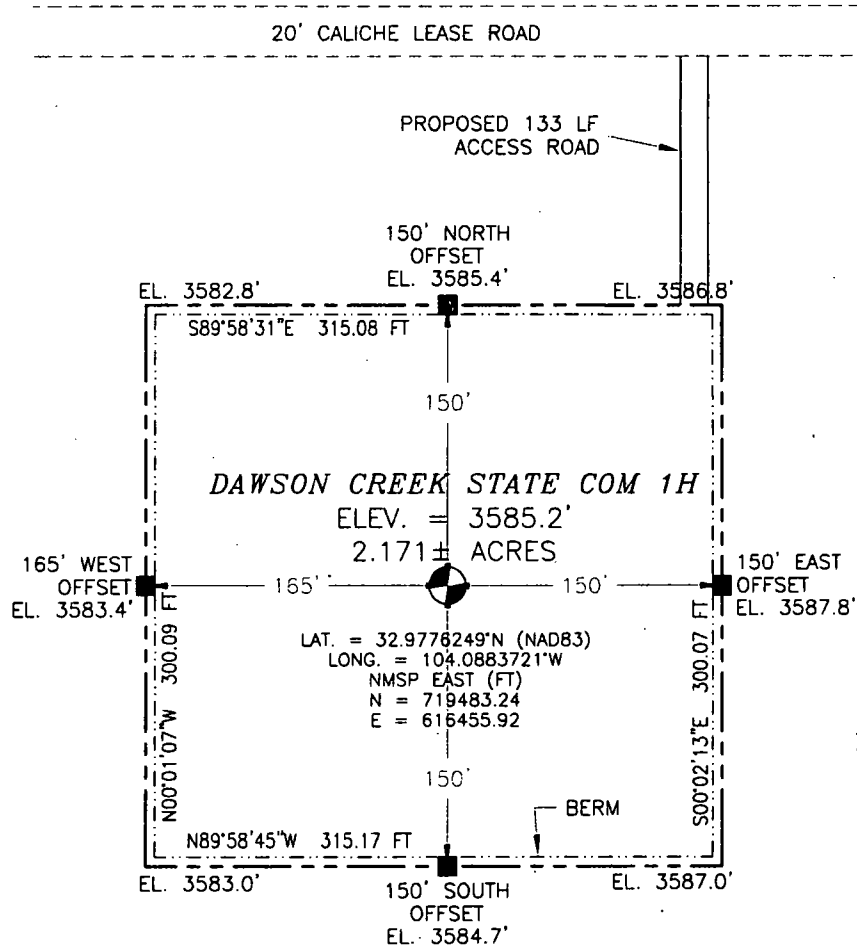 20' CALICHE LEASE ROAD
PROPOSED 133 LF
ACCESS ROAD
150' NORTH
OFFSET
EL. 3585.4'
EL. 3582.8'
EL. 3586.8'
S89°58'31"E 315.08 FT
150'
DAWSON CREEK STATE COM 1H
ELEV. = 3585.2'
2.171± ACRES
165' WEST
OFFSET
EL. 3583.4'
165'
150'
150' EAST
OFFSET
EL. 3587.8'
N00°01'07"W 300.09 FT
LAT. = 32.9776249°N (NAD83)
LONG. = 104.0883721°W
NMSP EAST (FT)
N = 719483.24
E = 616455.92
S00°02'13"E 300.07 FT
150'
BERM
N89°58'45"W 315.17 FT
EL. 3583.0'
EL. 3587.0'
150' SOUTH
OFFSET
EL. 3584.7'